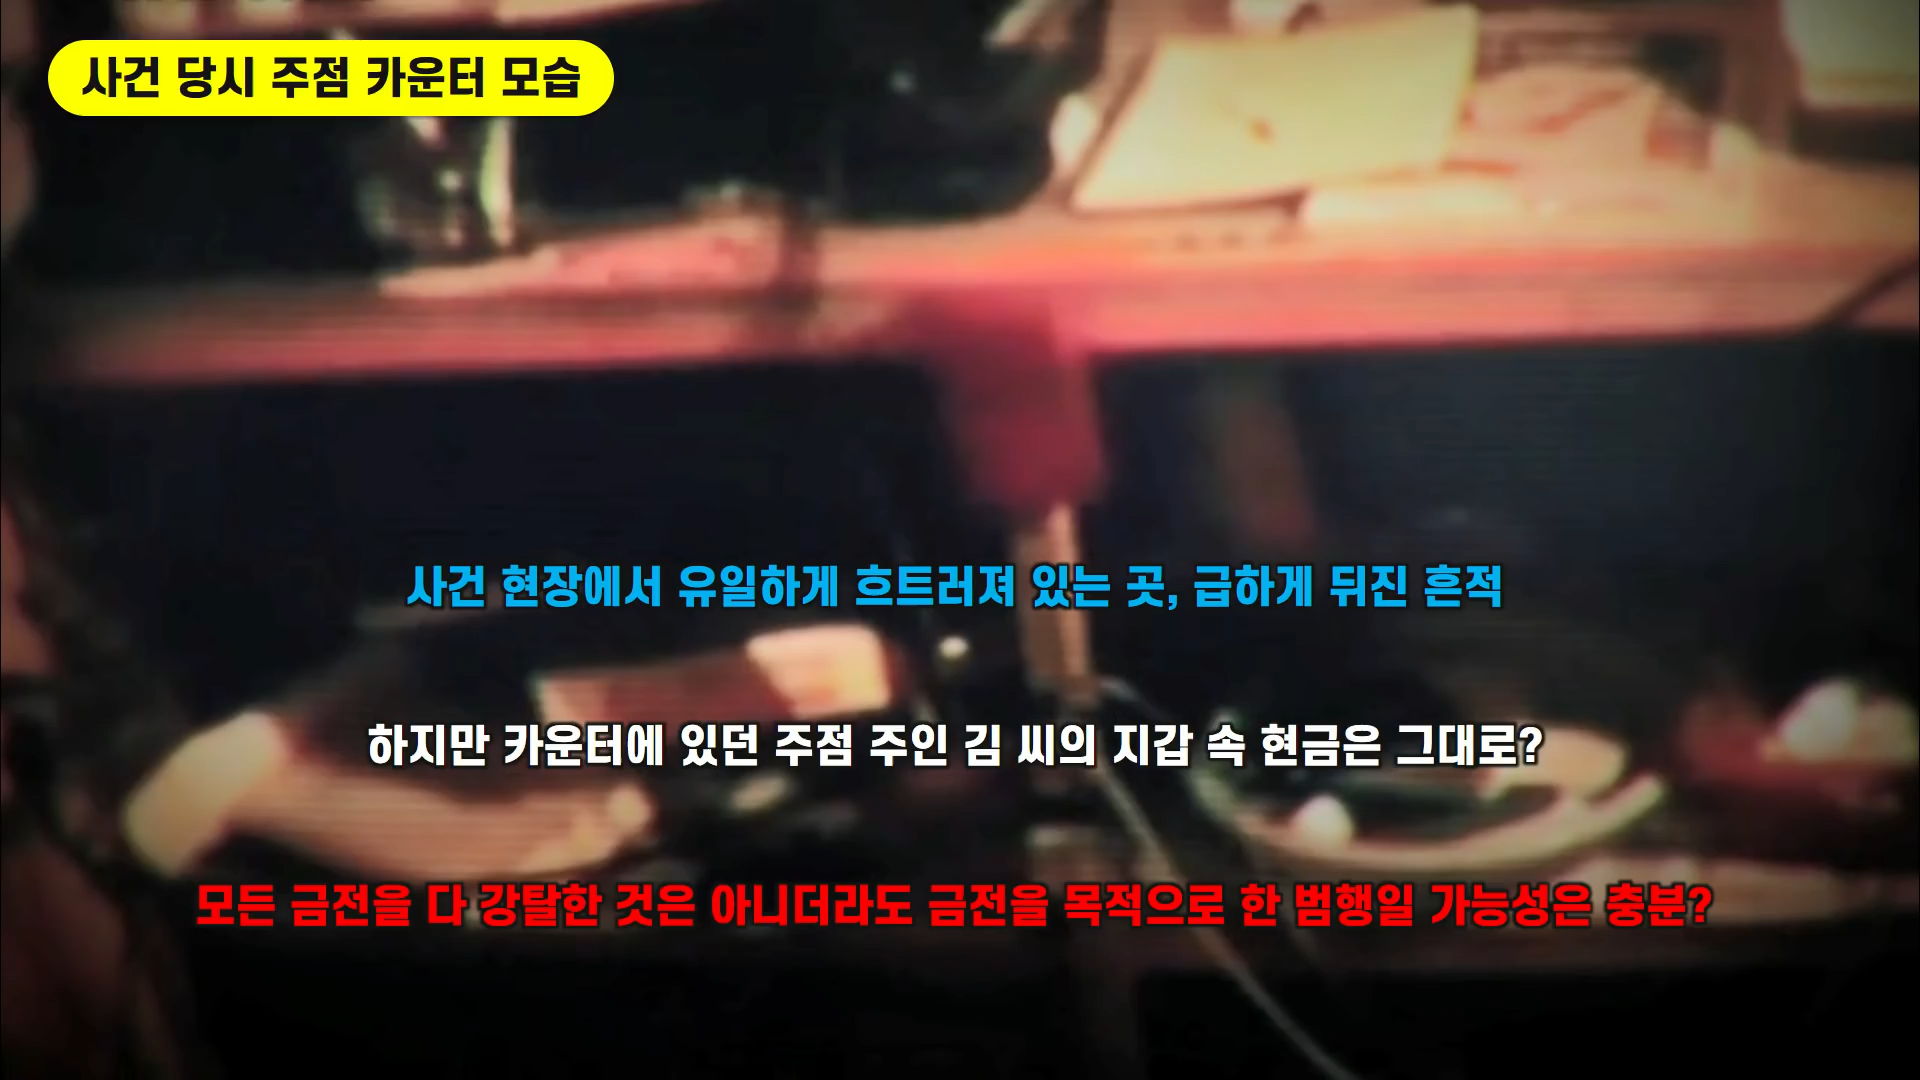 사건 당시 주점 카운터 모습
사건 현장에서 유일하게 흐트러져 있는 곳, 급하게 뒤진 흔적
하지만 카운터에 있던 주점 주인 김 씨의 지갑 속 현금은 그대로?
모든 금전을 다 강탈한 것은 아니더라도 금전을 목적으로 한 범행일 가능성은 충분?